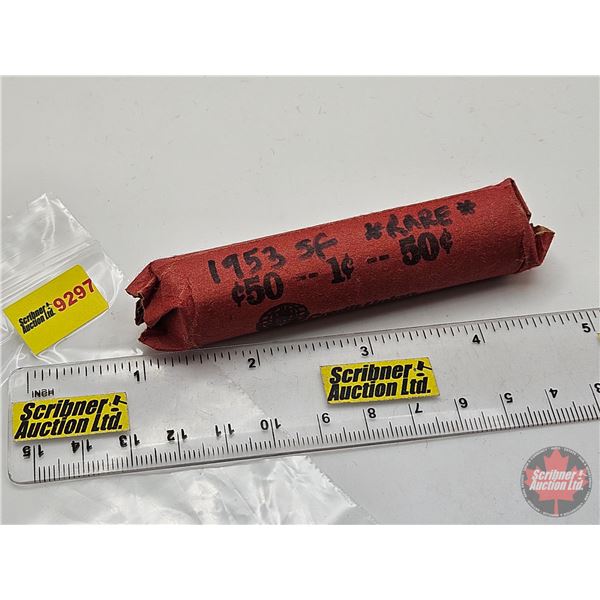 1953 SF *RARE*
¢50 -- 1¢ -- 50¢
Scribner
Auction Ltd.
9297
INCH
1 2 3 4 5
Scribner
Auction Ltd.
Scribner
Auction Ltd.
15 14 13 12 11 10 9 8 7 6 5 4 3
Scribner
Auction Ltd.